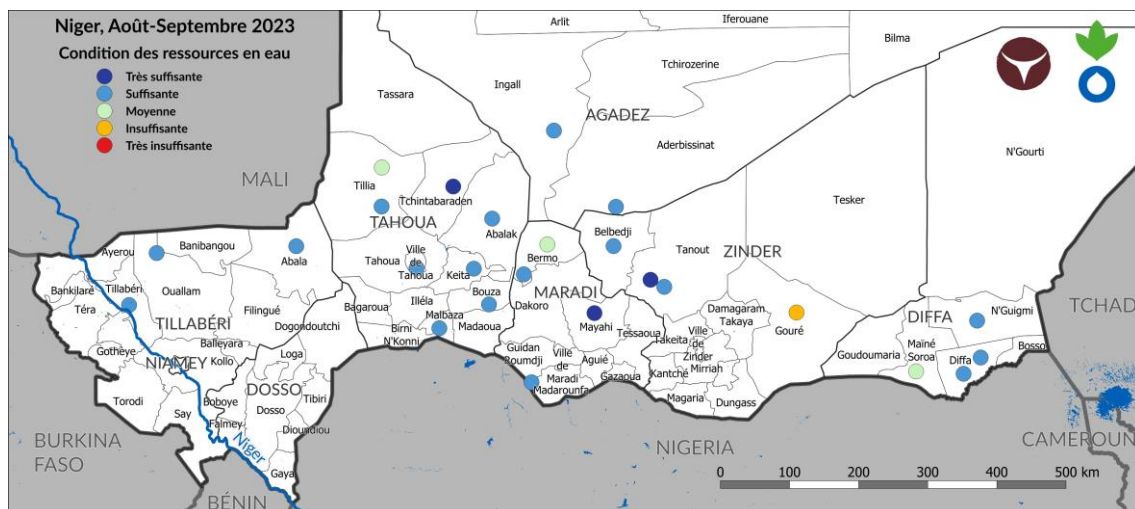 Niger, Août-Septembre 2023
Condition des ressources en eau
Très suffisante
Suffisante
Moyenne
Insuffisante
Très insuffisante
Arlit
Iferouane
Bilma
Ingall
Tchirozerine
Tassara
AGADEZ
Aderbissinat
N'Gourti
MALI
Tillia
Tchintabaraden
Tesker
TAHOUA
Abalak
Belbedji
Tanout
ZINDER
Ayerou
Banibangou
Abala
Tahoua
Ville
de
Tahoua
Keita
Bermo
Bankilaré
Tillabéri
Ouallam
Téra
Filingué
Bagaroua
Illéla
Bouza
Dakoro
MARADI
Damagaram
Takaya
Gouré
DIFFA
N'Guigmi
TCHAD
TILLABÉRI
Dogondoutchi
Birni
N'Konni
Malbaza
Madaoua
Mayahi
Tessaoua
Takeita
Ville
de
Zinder
Mirriah
Goudoumaria
Maïné
Soroa
Diffa
Bosso
Gothèye
Balleyara
NIAMEY
Kollo
Loga
Guidan
Roumdji
Ville
de
Maradi
Madarounfa
Aguié
Gazaoua
Kantché
Magaria
Dungass
Torodi
Say
Boboye
DOSSO
Dosso
Tibiri
Falmey
Dioundiou
Gaya
Niger
BURKINA
FASO
BÉNIN
NIGERIA
CAMEROUN
0 100 200 300 400 500 km